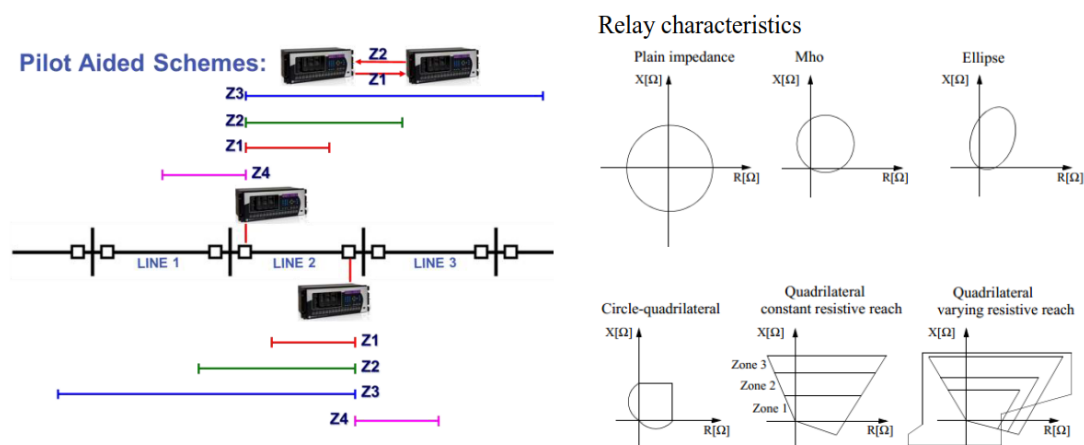 Pilot Aided Schemes:
Z2
Z1
Z3
Z2
Z1
Z4
LINE 1
LINE 2
LINE 3
Z1
Z2
Z3
Z4
Relay characteristics
Plain impedance
X[Ω]
R[Ω]
Mho
X[Ω]
R[Ω]
Ellipse
X[Ω]
R[Ω]
Circle-quadrilateral
X[Ω]
R[Ω]
Quadrilateral
constant resistive reach
X[Ω]
Zone 3
Zone 2
Zone 1
R[Ω]
Quadrilateral
varying resistive reach
X[Ω]
R[Ω]